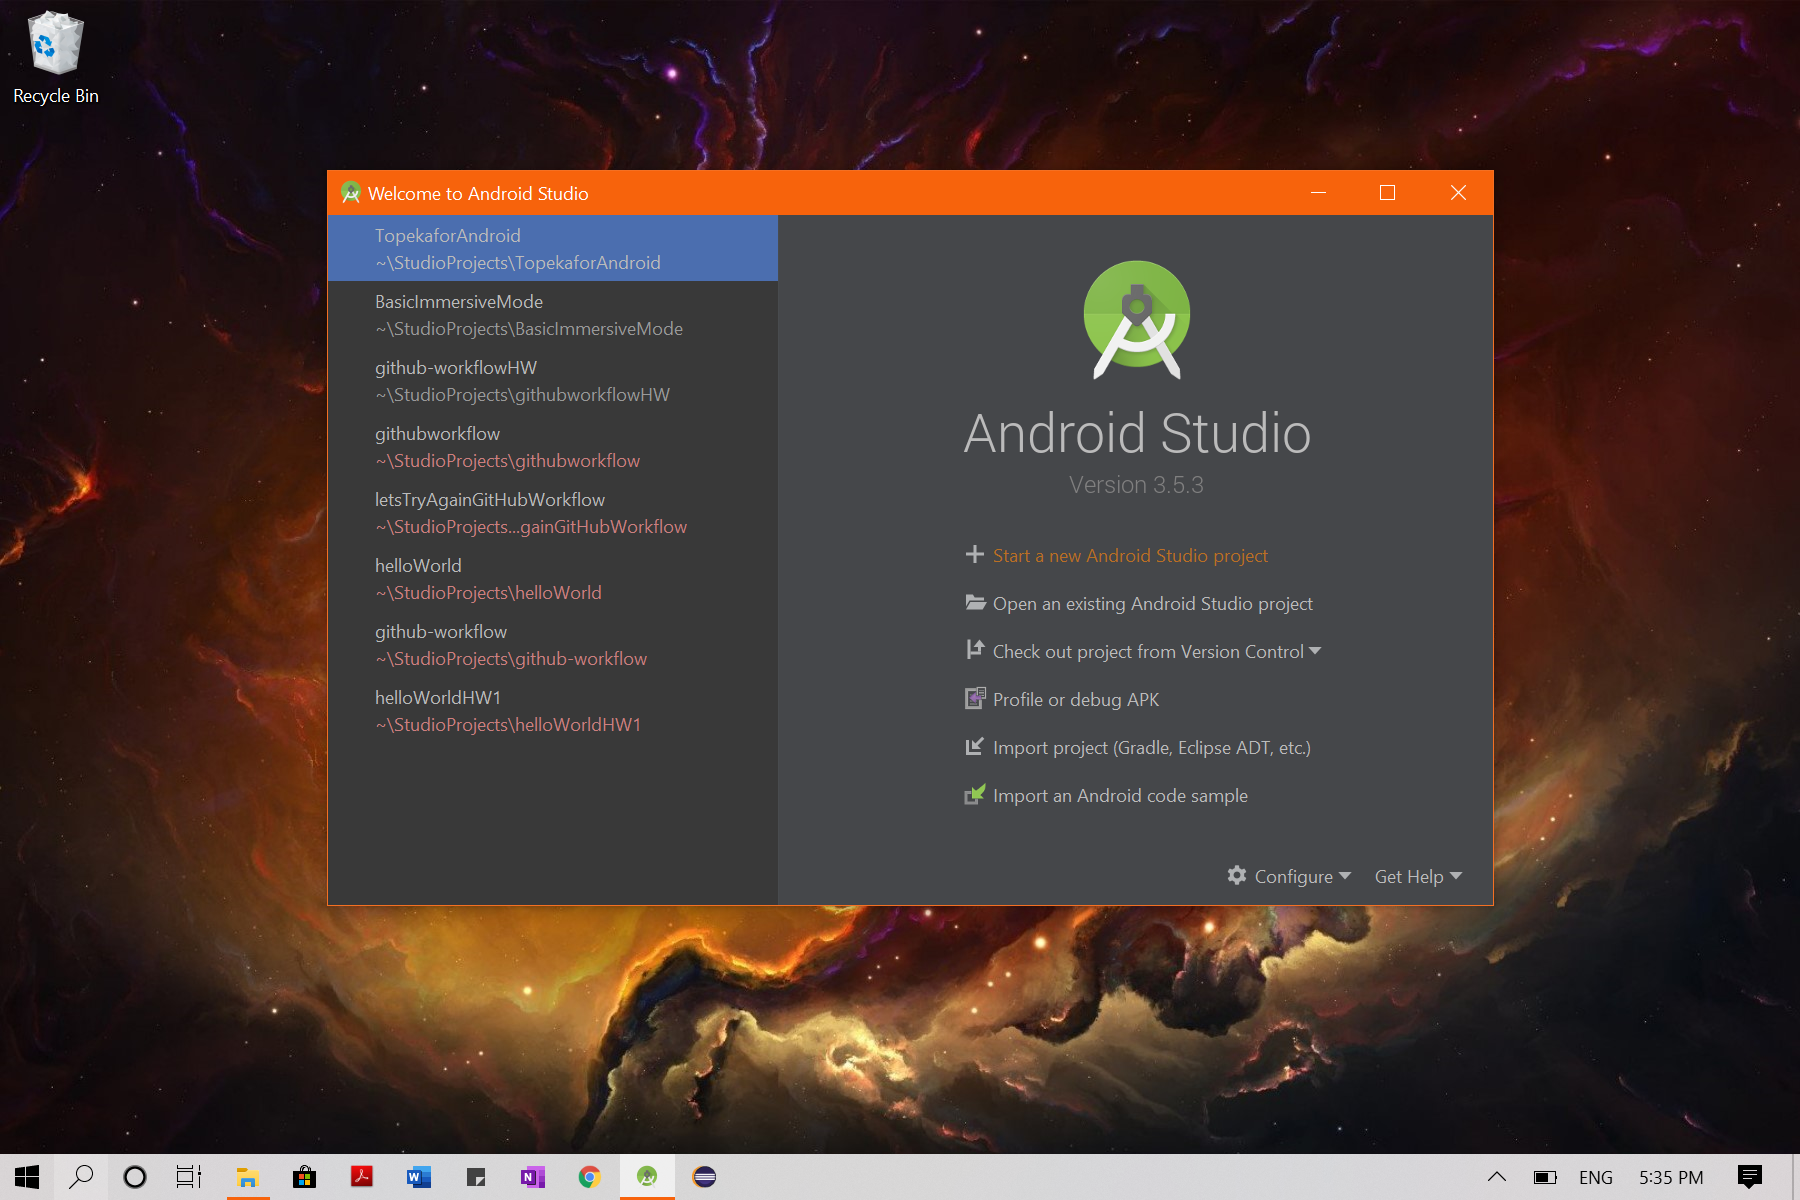 Recycle Bin
Welcome to Android Studio
TopekaforAndroid
~\StudioProjects\TopekaforAndroid
BasicImmersiveMode
~\StudioProjects\BasicImmersiveMode
github-workflowHW
~\StudioProjects\githubworkflowHW
githubworkflow
~\StudioProjects\githubworkflow
letsTryAgainGitHubWorkflow
~\StudioProjects...gainGitHubWorkflow
helloWorld
~\StudioProjects\helloWorld
github-workflow
~\StudioProjects\github-workflow
helloWorldHW1
~\StudioProjects\helloWorldHW1
Android Studio
Version 3.5.3
Start a new Android Studio project
Open an existing Android Studio project
Check out project from Version Control
Profile or debug APK
Import project (Gradle, Eclipse ADT, etc.)
Import an Android code sample
Configure
Get Help
W
N
ENG
5:35 PM